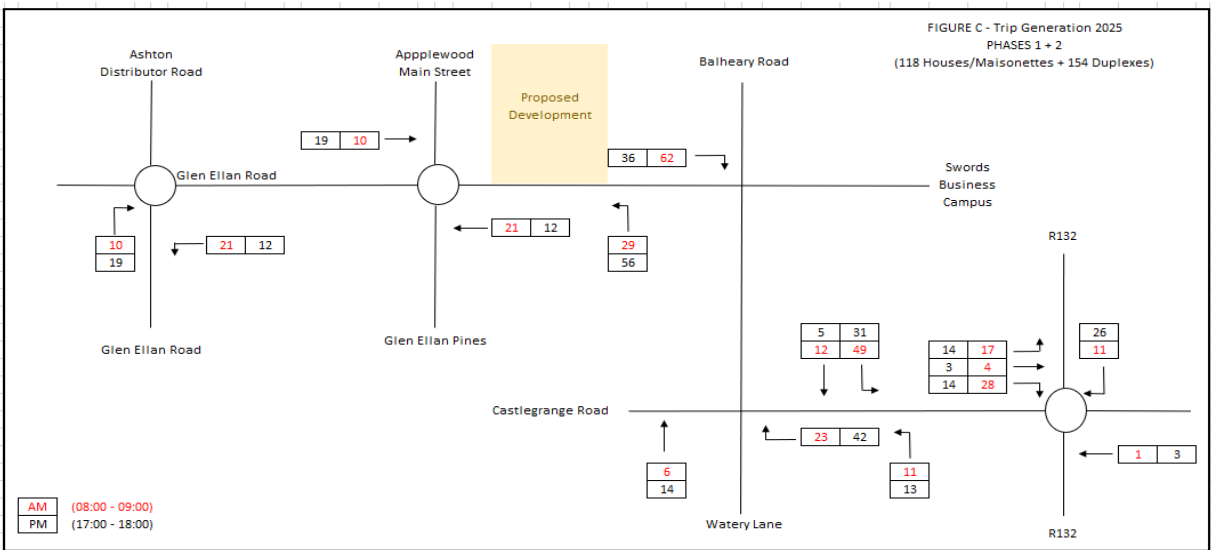 FIGURE C - Trip Generation 2025
PHASES 1 + 2
(118 Houses/Maisonettes + 154 Duplexes)
Ashton
Distributor Road
Appplewood
Main Street
Balheary Road
Proposed
Development
19 10
36 62
Glen Ellan Road
Swords
Business
Campus
10
19
21 12
21 12
29
56
R132
Glen Ellan Road
Glen Ellan Pines
5 31
12 49
14 17
3 4
14 28
26
11
Castlegrange Road
23 42
11
13
1 3
6
14
AM (08:00 - 09:00)
PM (17:00 - 18:00)
Watery Lane
R132